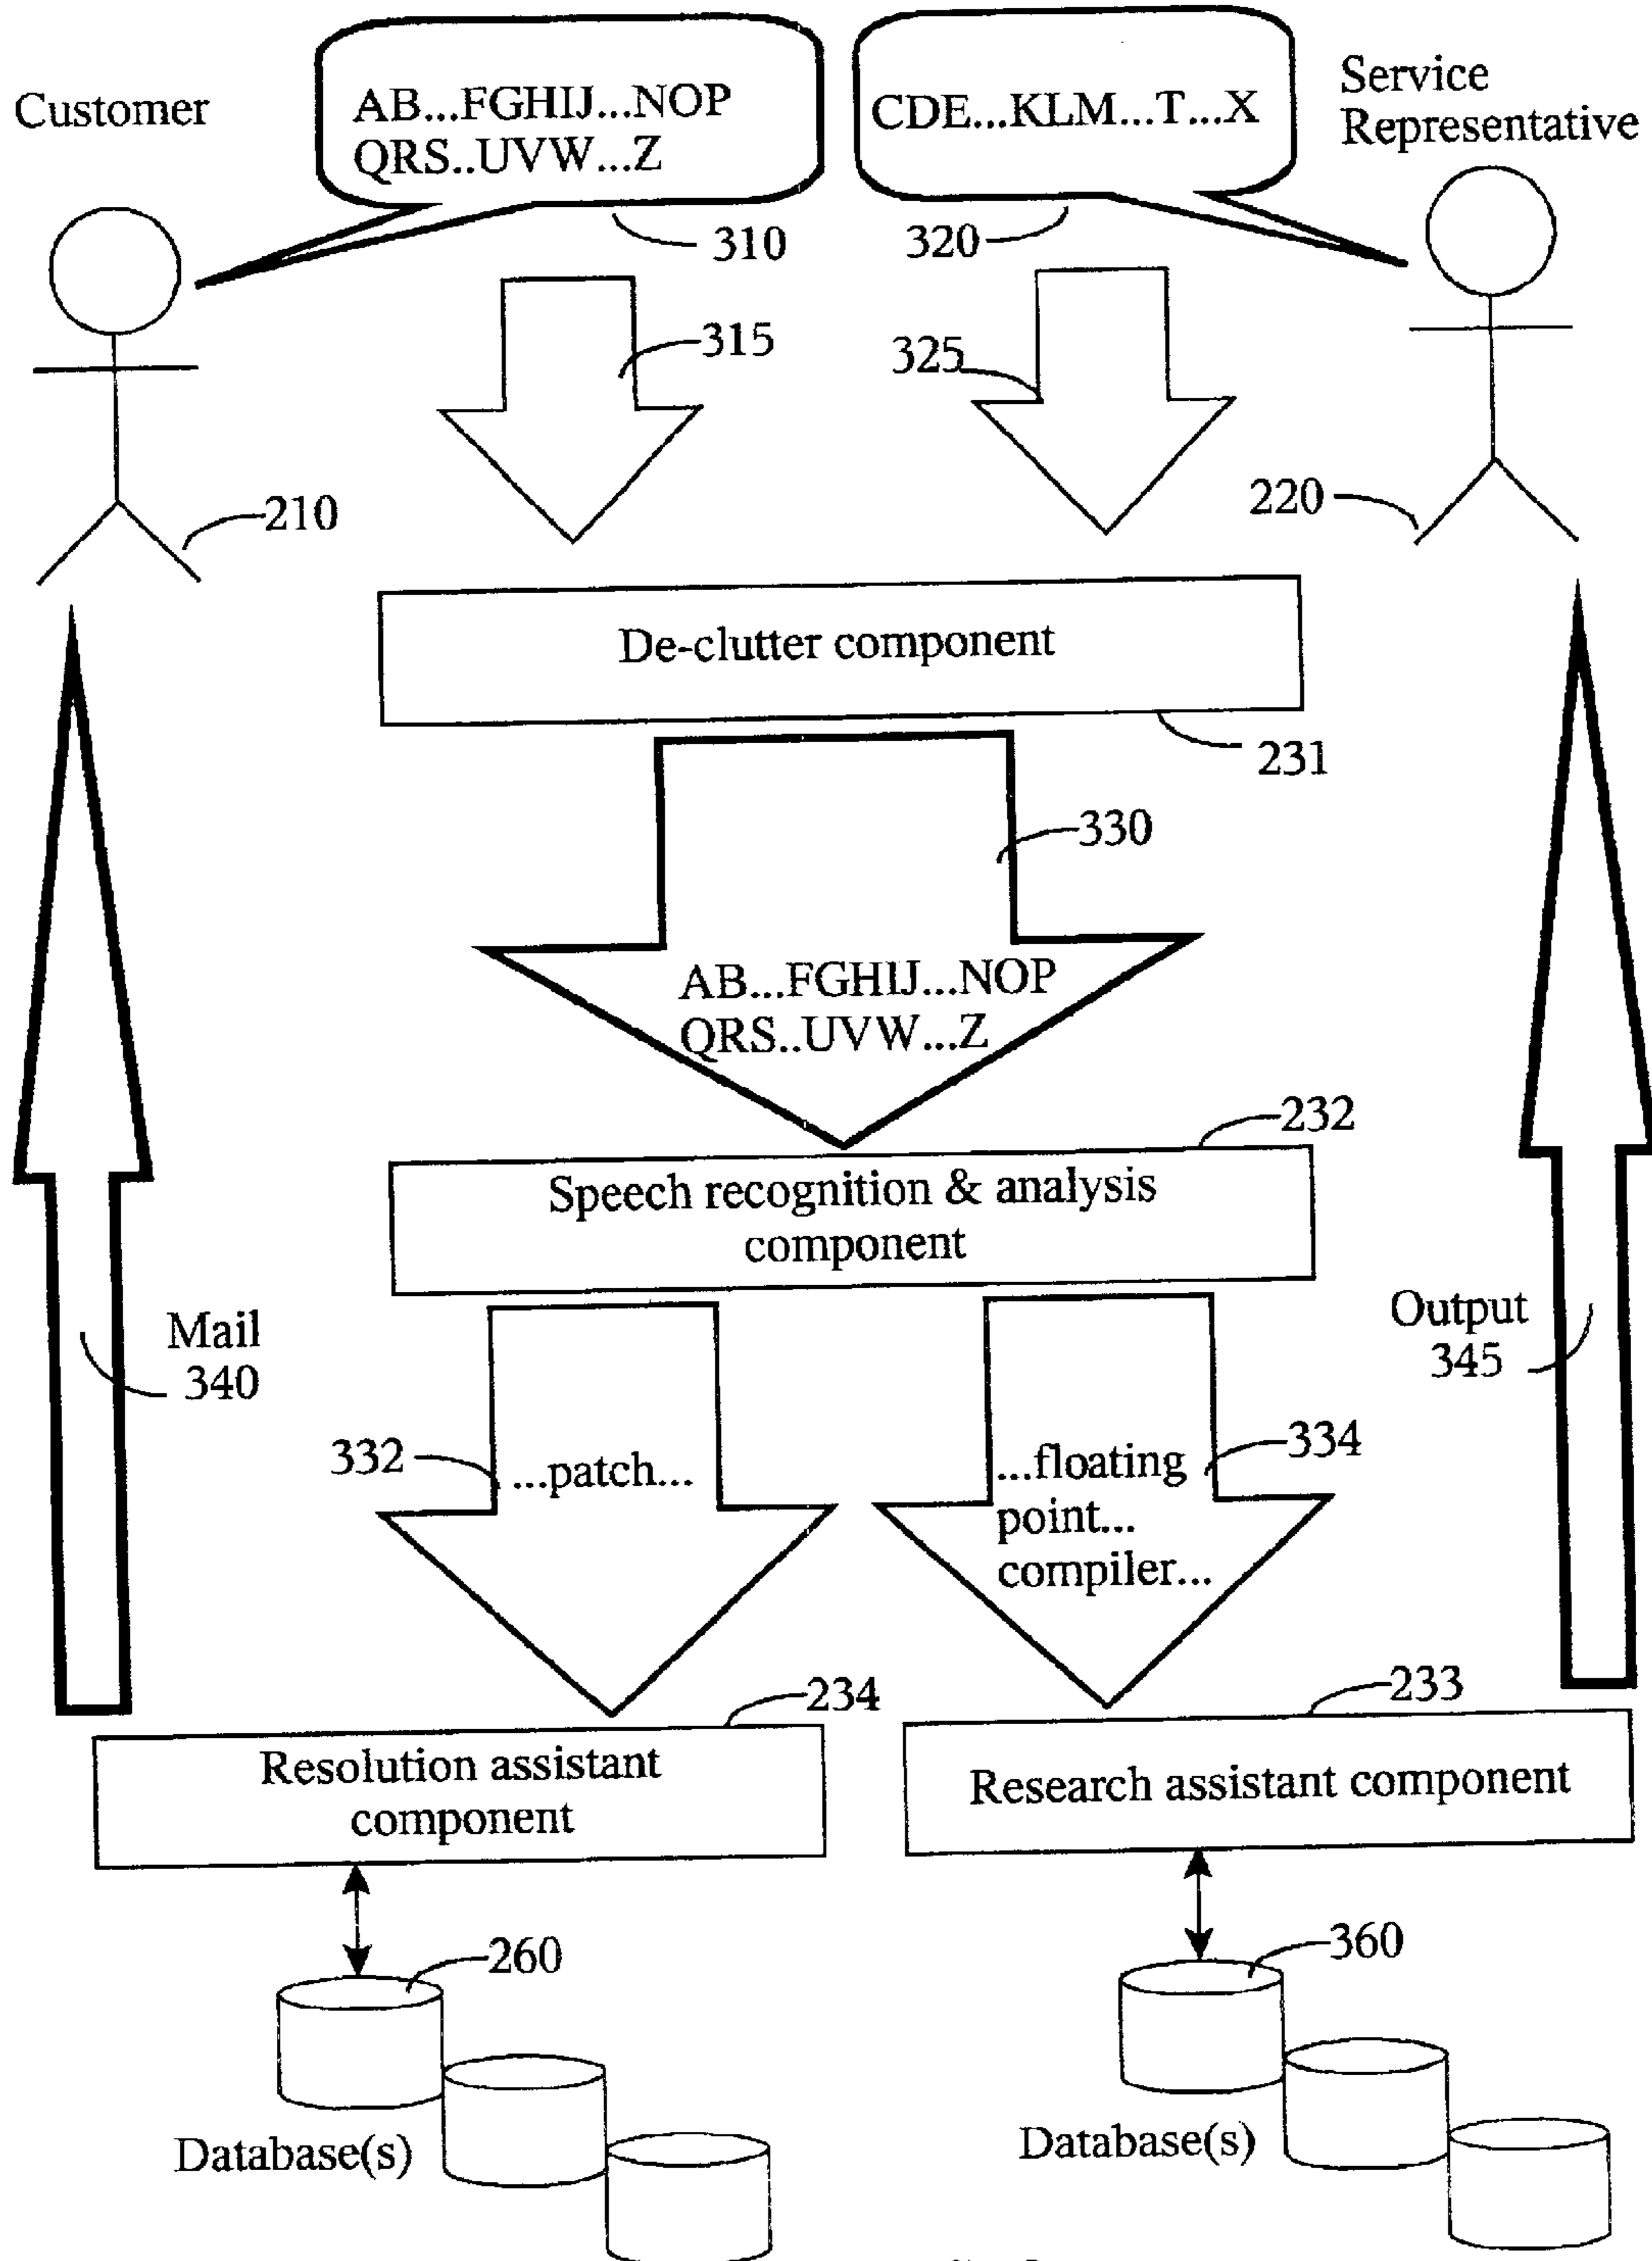 Customer
AB...FGHIJ...NOP
QRS..UVW...Z
CDE...KLM...T...X
Service
Representative
310
320
315
325
210
220
De-clutter component
231
330
AB...FGHIJ...NOP
QRS..UVW...Z
232
Speech recognition & analysis
component
Mail
340
Output
345
332
...patch...
334
...floating
point...
compiler...
234
233
Resolution assistant
component
Research assistant component
260
360
Database(s)
Database(s)